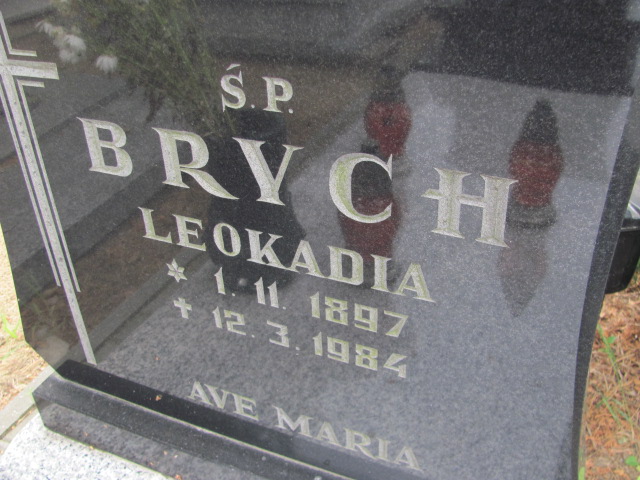 Ś.P.
BRYCH
LEOKADIA
* 1. 11. 1897
✝ 12. 3. 1984
AVE MARIA